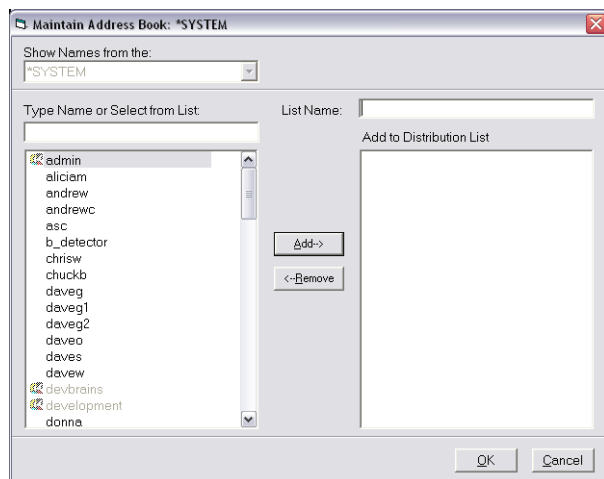 Maintain Address Book: *SYSTEM
Show Names from the:
*SYSTEM
Type Name or Select from List:
List Name:
Add to Distribution List
admin
aliciam
andrew
andrewc
asc
b_detector
chrisw
chuckb
daveg
daveg1
daveg2
daveo
daves
davew
devbrains
development
donna
Add-->
<--Remove
OK
Cancel